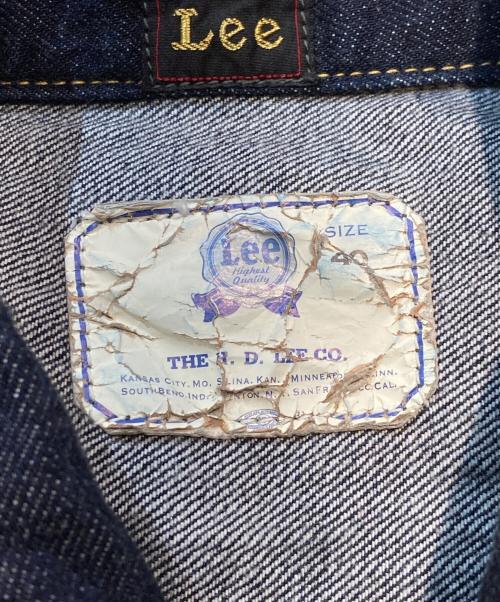 Lee
Lee
Highest
Quality
SIZE
40
THE H. D. LEE CO.
KANSAS CITY, MO. SALINA, KAN. MINNEAPOLIS, MINN.
SOUTH BEND, IND. TRENTON, N.J. SAN FRANCISCO CAL.